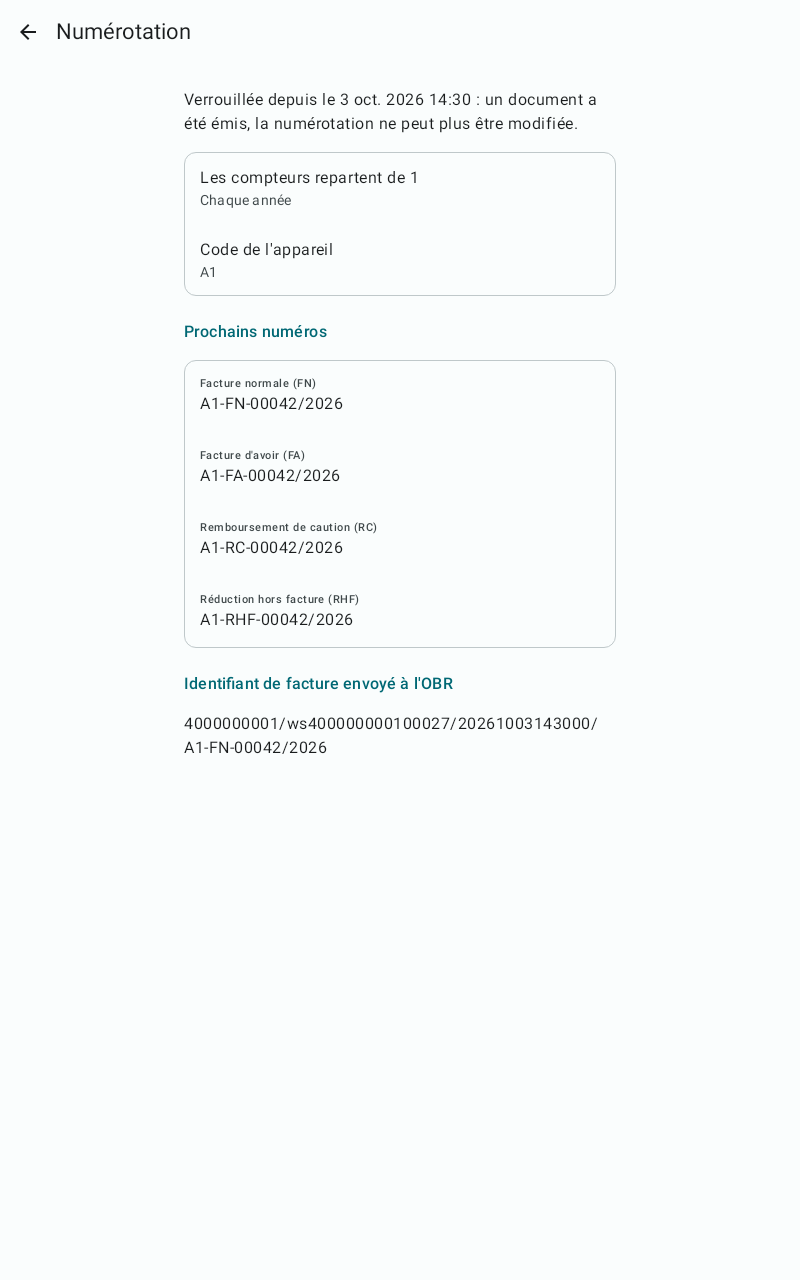 Numérotation
Verrouillée depuis le 3 oct. 2026 14:30 : un document a
été émis, la numérotation ne peut plus être modifiée.
Les compteurs repartent de 1
Chaque année
Code de l'appareil
A1
Prochains numéros
Facture normale (FN)
A1-FN-00042/2026
Facture d'avoir (FA)
A1-FA-00042/2026
Remboursement de caution (RC)
A1-RC-00042/2026
Réduction hors facture (RHF)
A1-RHF-00042/2026
Identifiant de facture envoyé à l'OBR
4000000001/ws400000000100027/20261003143000/
A1-FN-00042/2026